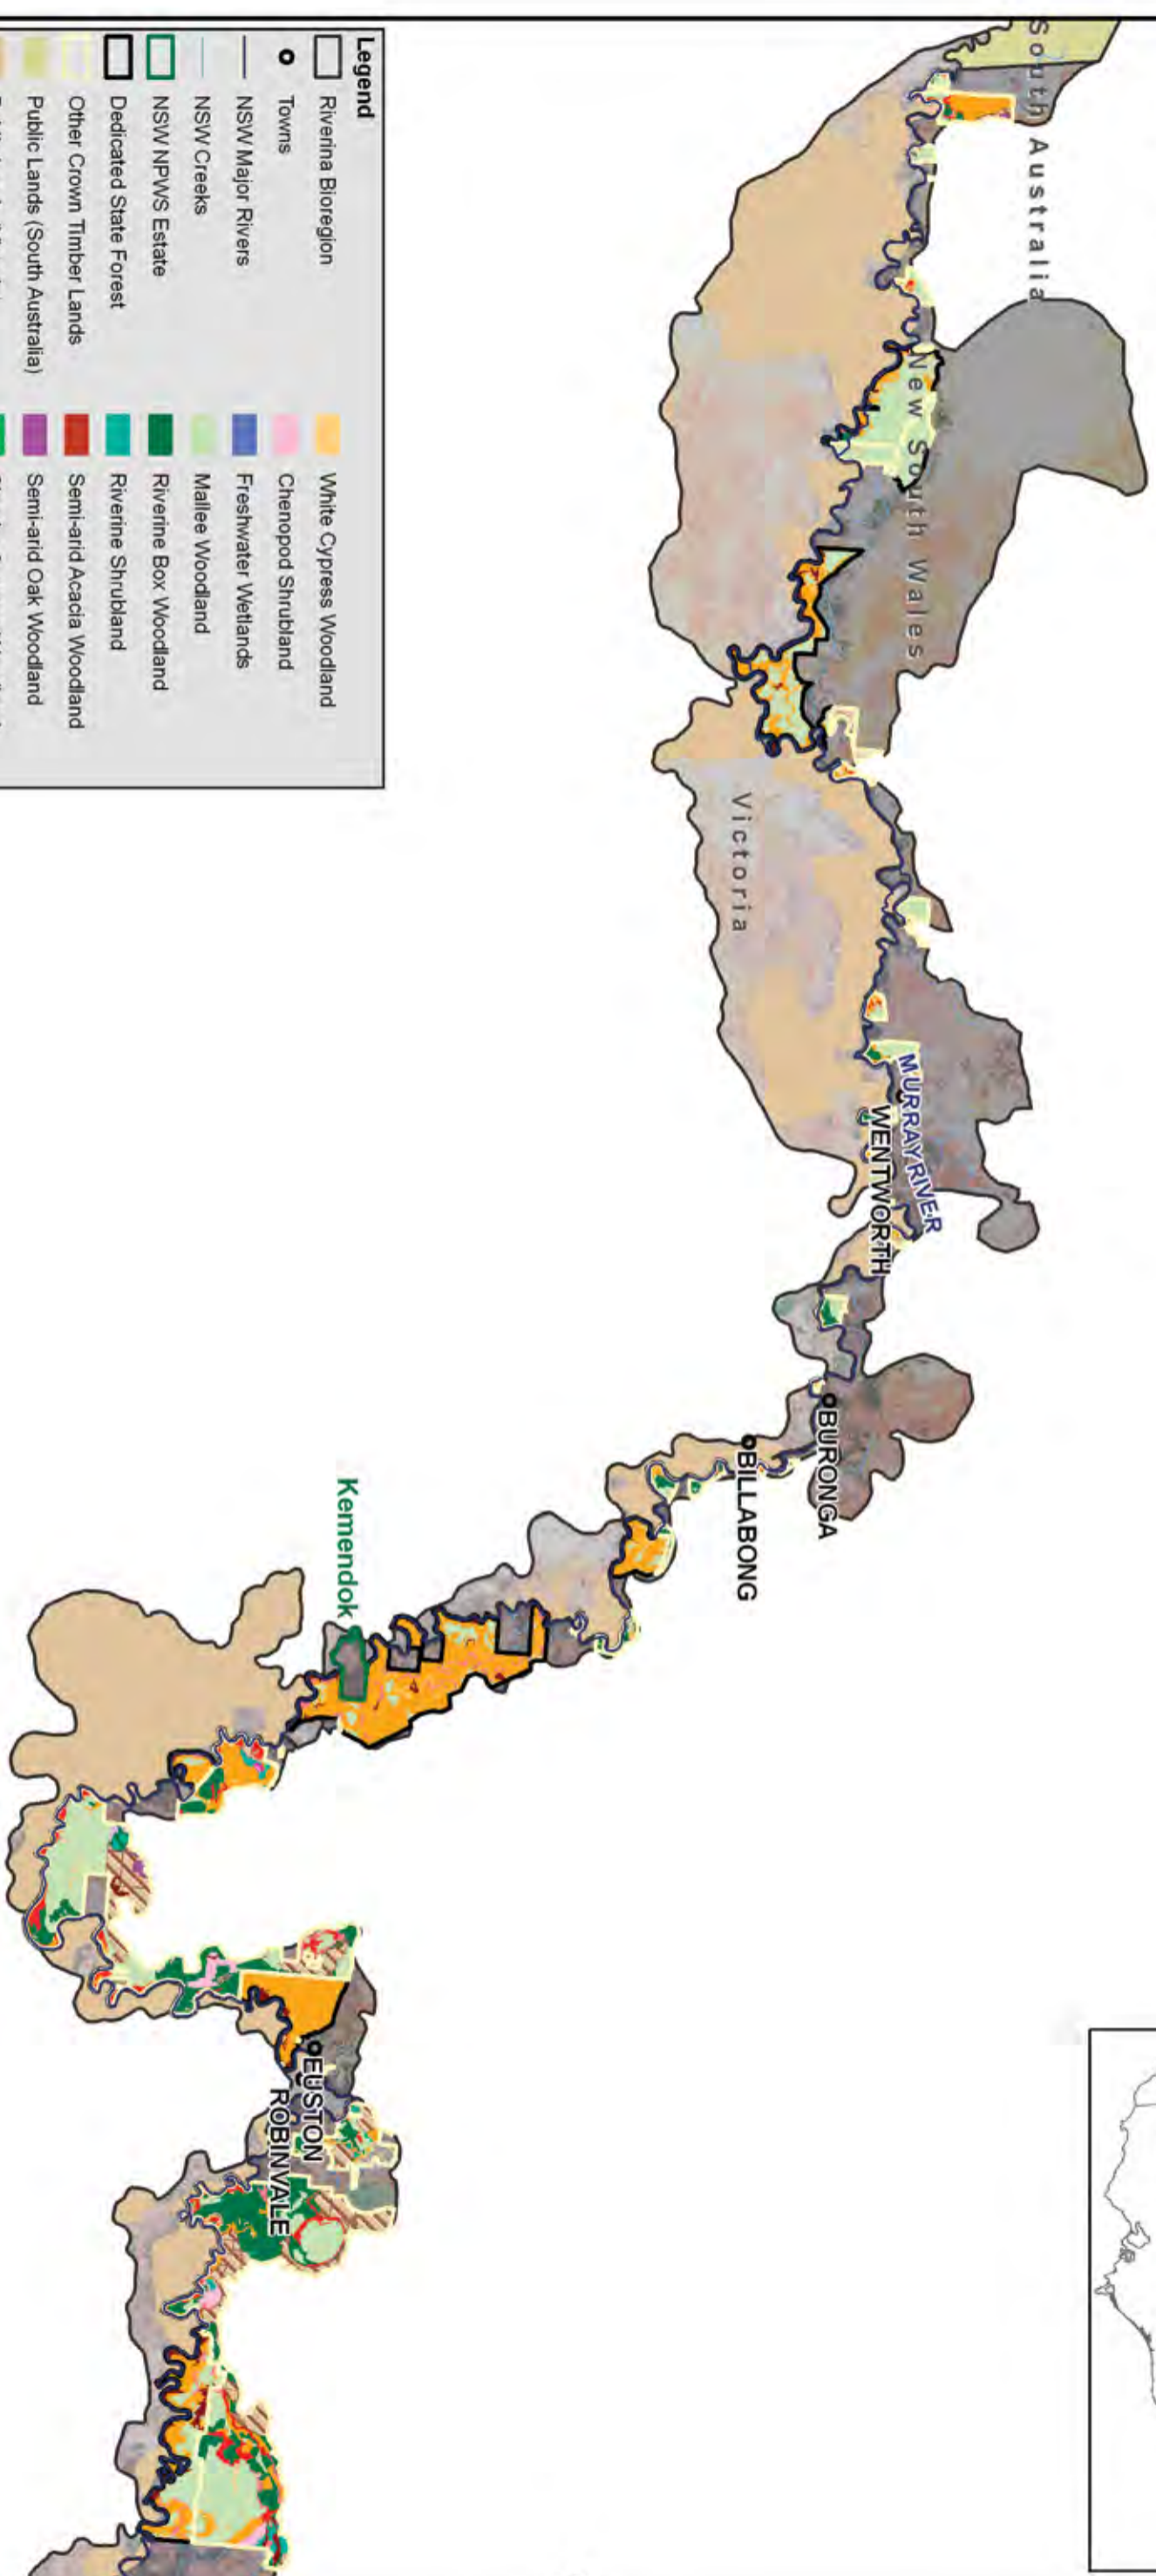 South Australia
New South Wales
Victoria
MURRAY RIVER
WENTWORTH
BURONGA
BILLABONG
Kemendok
EUSTON
ROBINVALE
Legend
Riverina Bioregion
Towns
NSW Major Rivers
NSW Creeks
NSW NPWS Estate
Dedicated State Forest
Other Crown Timber Lands
Public Lands (South Australia)
White Cypress Woodland
Chenopod Shrubland
Freshwater Wetlands
Mallee Woodland
Riverine Box Woodland
Riverine Shrubland
Semi-arid Acacia Woodland
Semi-arid Oak Woodland